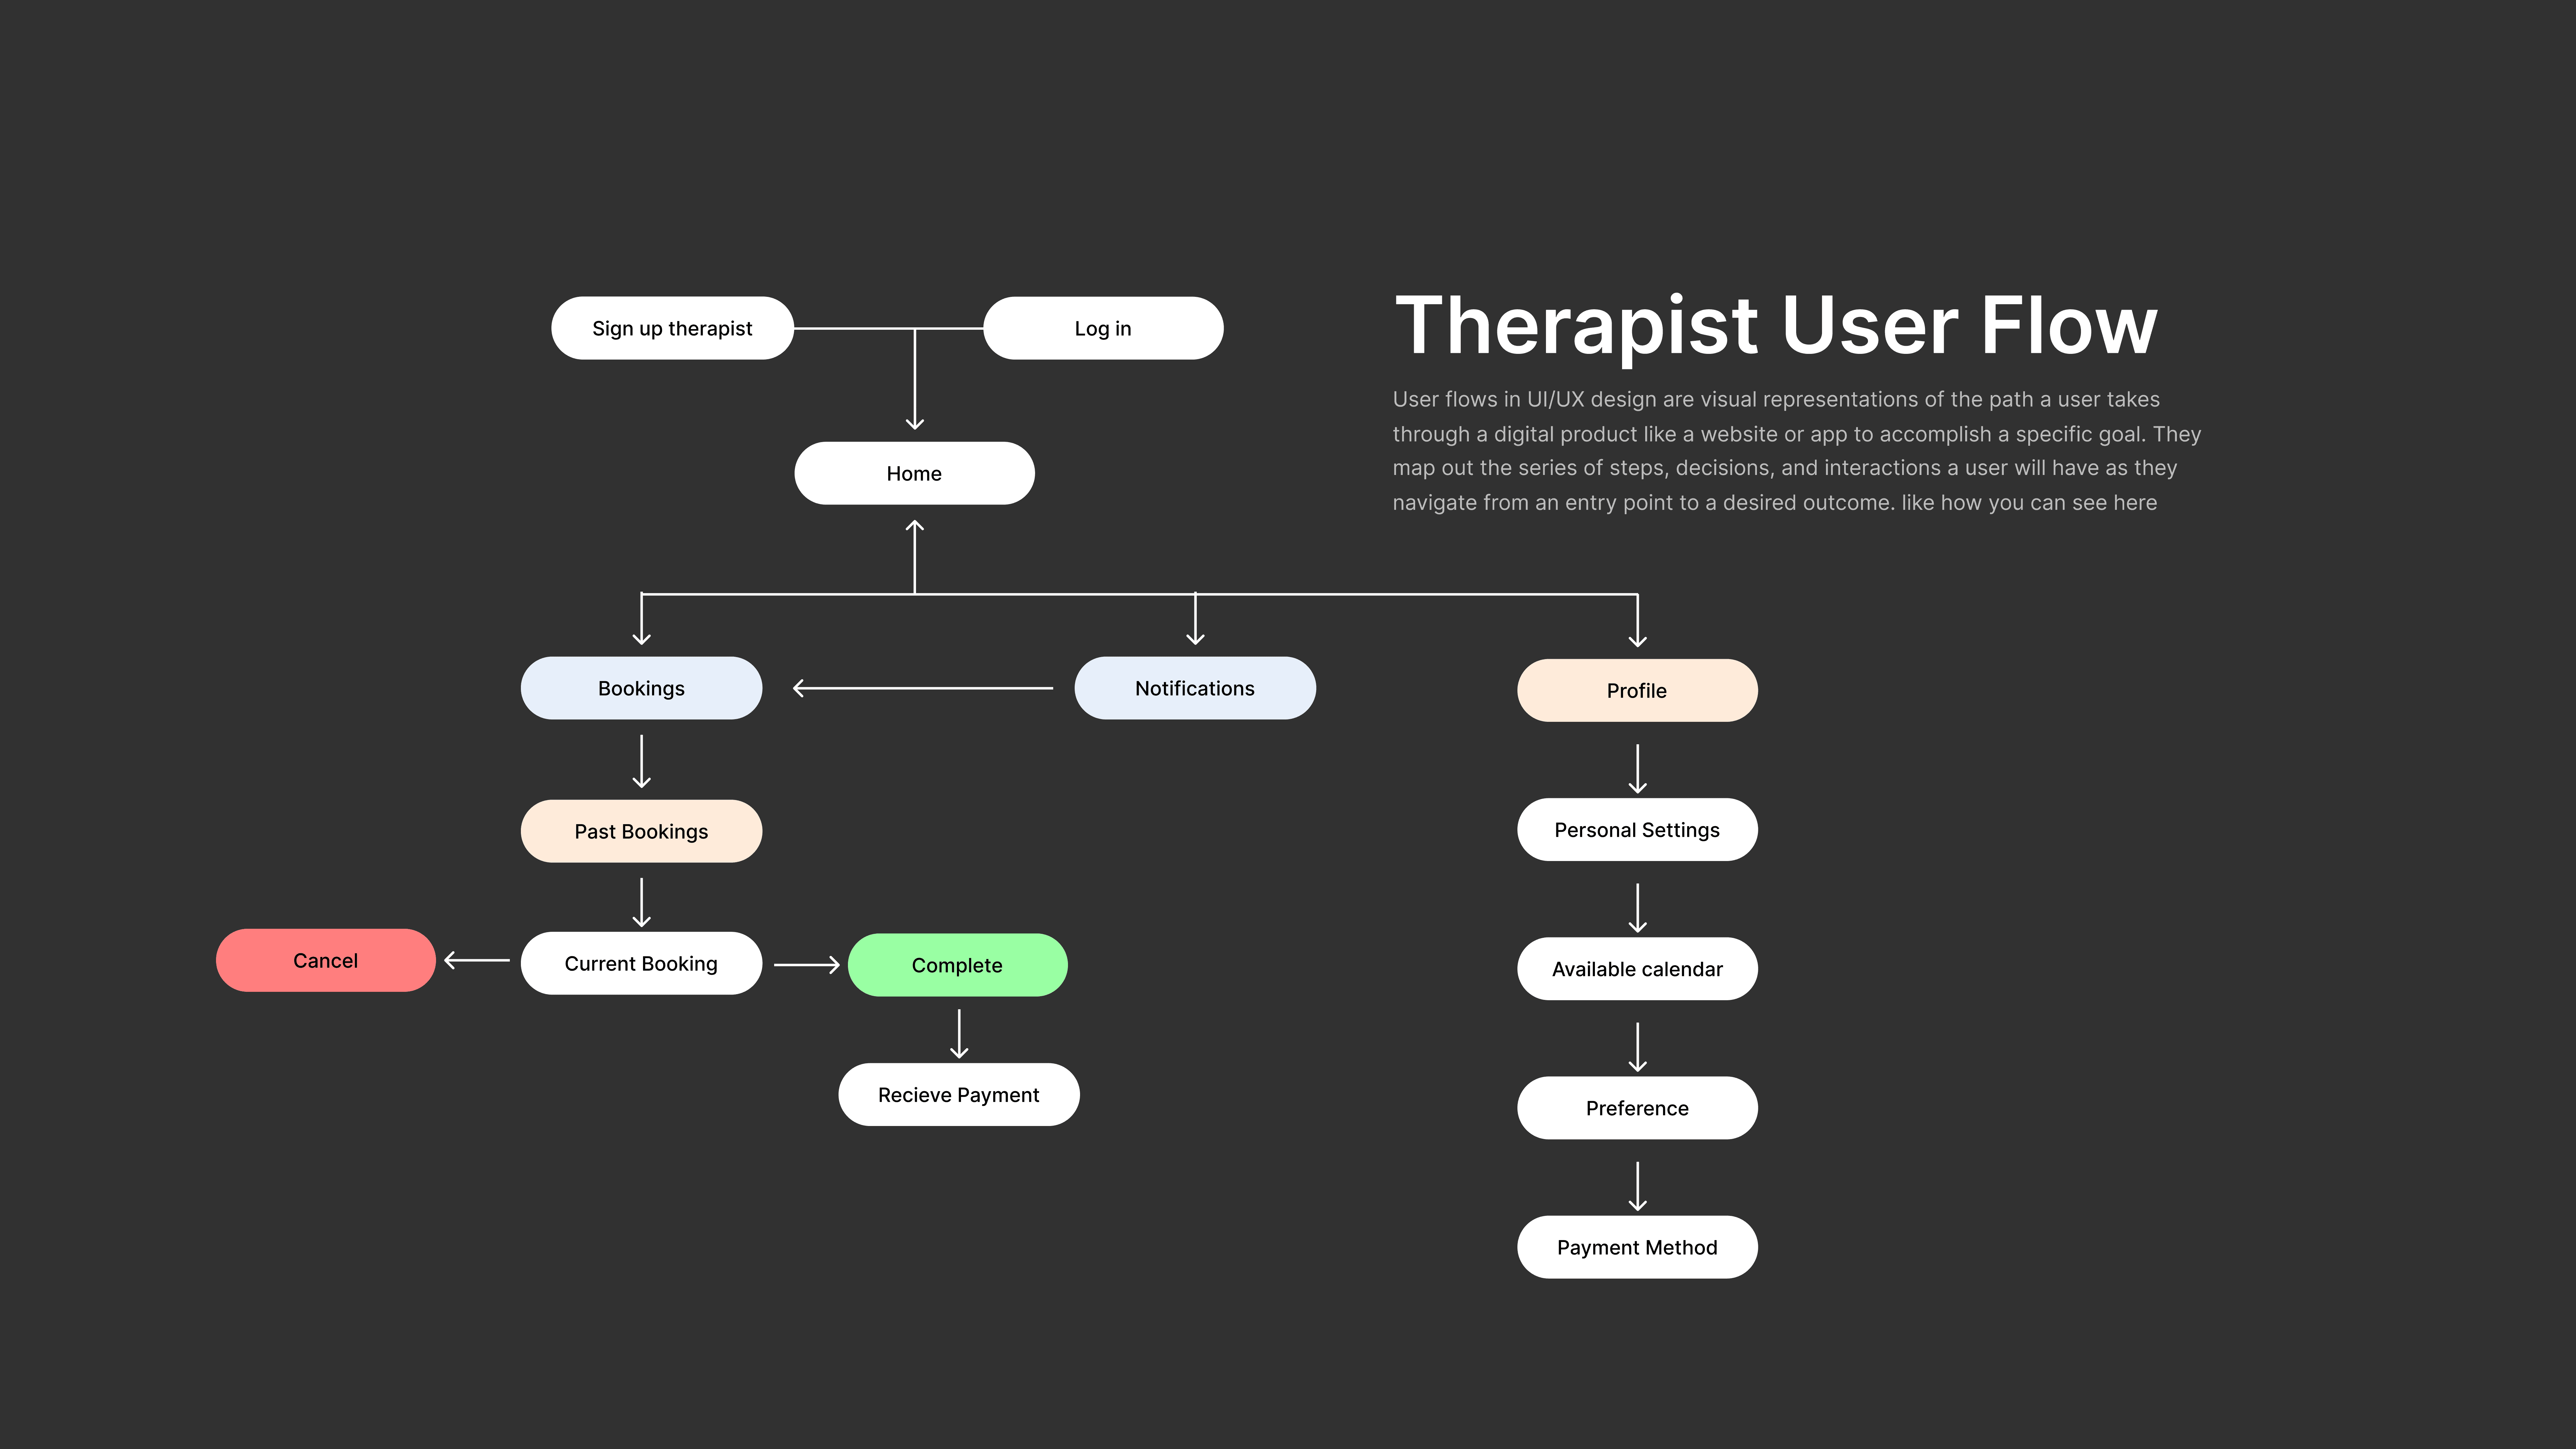 Therapist User Flow
User flows in UI/UX design are visual representations of the path a user takes
through a digital product like a website or app to accomplish a specific goal. They
map out the series of steps, decisions, and interactions a user will have as they
navigate from an entry point to a desired outcome. like how you can see here
Sign up therapist
Log in
Home
Bookings
Notifications
Profile
Past Bookings
Personal Settings
Cancel
Current Booking
Complete
Available calendar
Recieve Payment
Preference
Payment Method